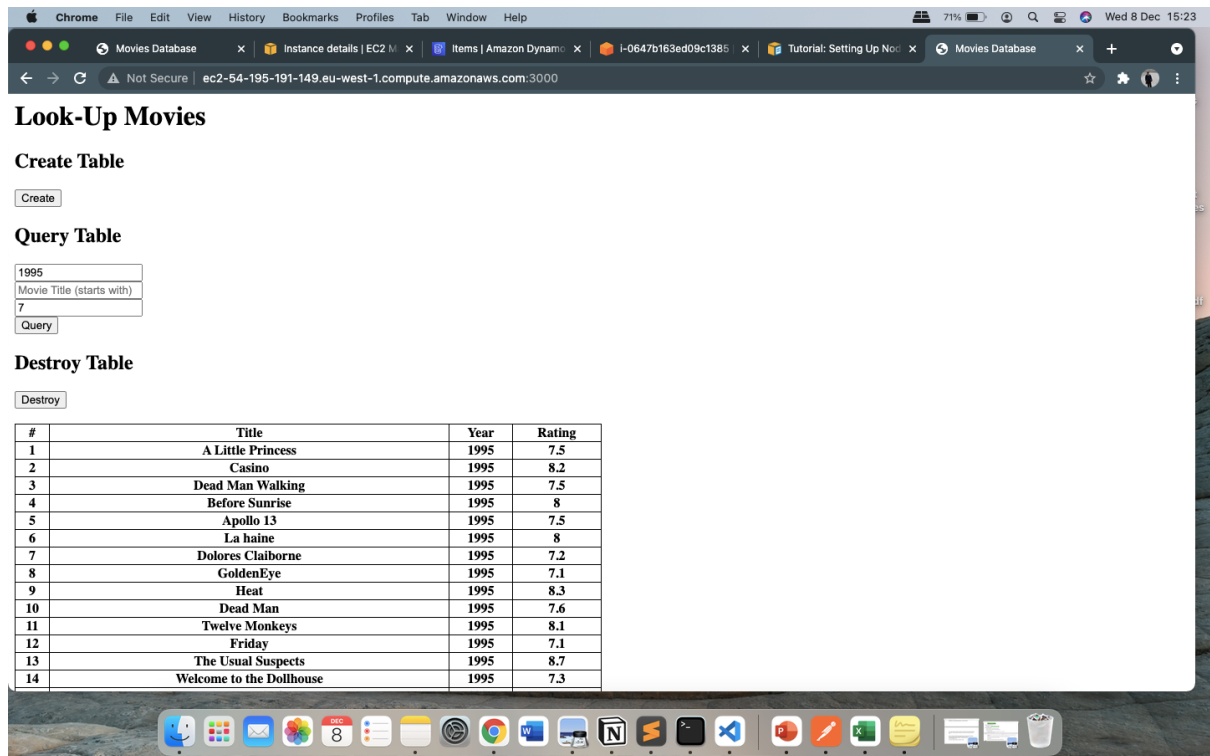 Chrome File Edit View History Bookmarks Profiles Tab Window Help 71% Wed 8 Dec 15:23
Movies Database Instance details | EC2 M Items | Amazon Dynamo i-0647b163ed09c1385 Tutorial: Setting Up Nod Movies Database
Not Secure ec2-54-195-191-149.eu-west-1.compute.amazonaws.com:3000
Look-Up Movies
Create Table
Create
Query Table
1995
Movie Title (starts with)
7
Query
Destroy Table
Destroy
# Title Year Rating
1 A Little Princess 1995 7.5
2 Casino 1995 8.2
3 Dead Man Walking 1995 7.5
4 Before Sunrise 1995 8
5 Apollo 13 1995 7.5
6 La haine 1995 8
7 Dolores Claiborne 1995 7.2
8 GoldenEye 1995 7.1
9 Heat 1995 8.3
10 Dead Man 1995 7.6
11 Twelve Monkeys 1995 8.1
12 Friday 1995 7.1
13 The Usual Suspects 1995 8.7
14 Welcome to the Dollhouse 1995 7.3
DEC
8